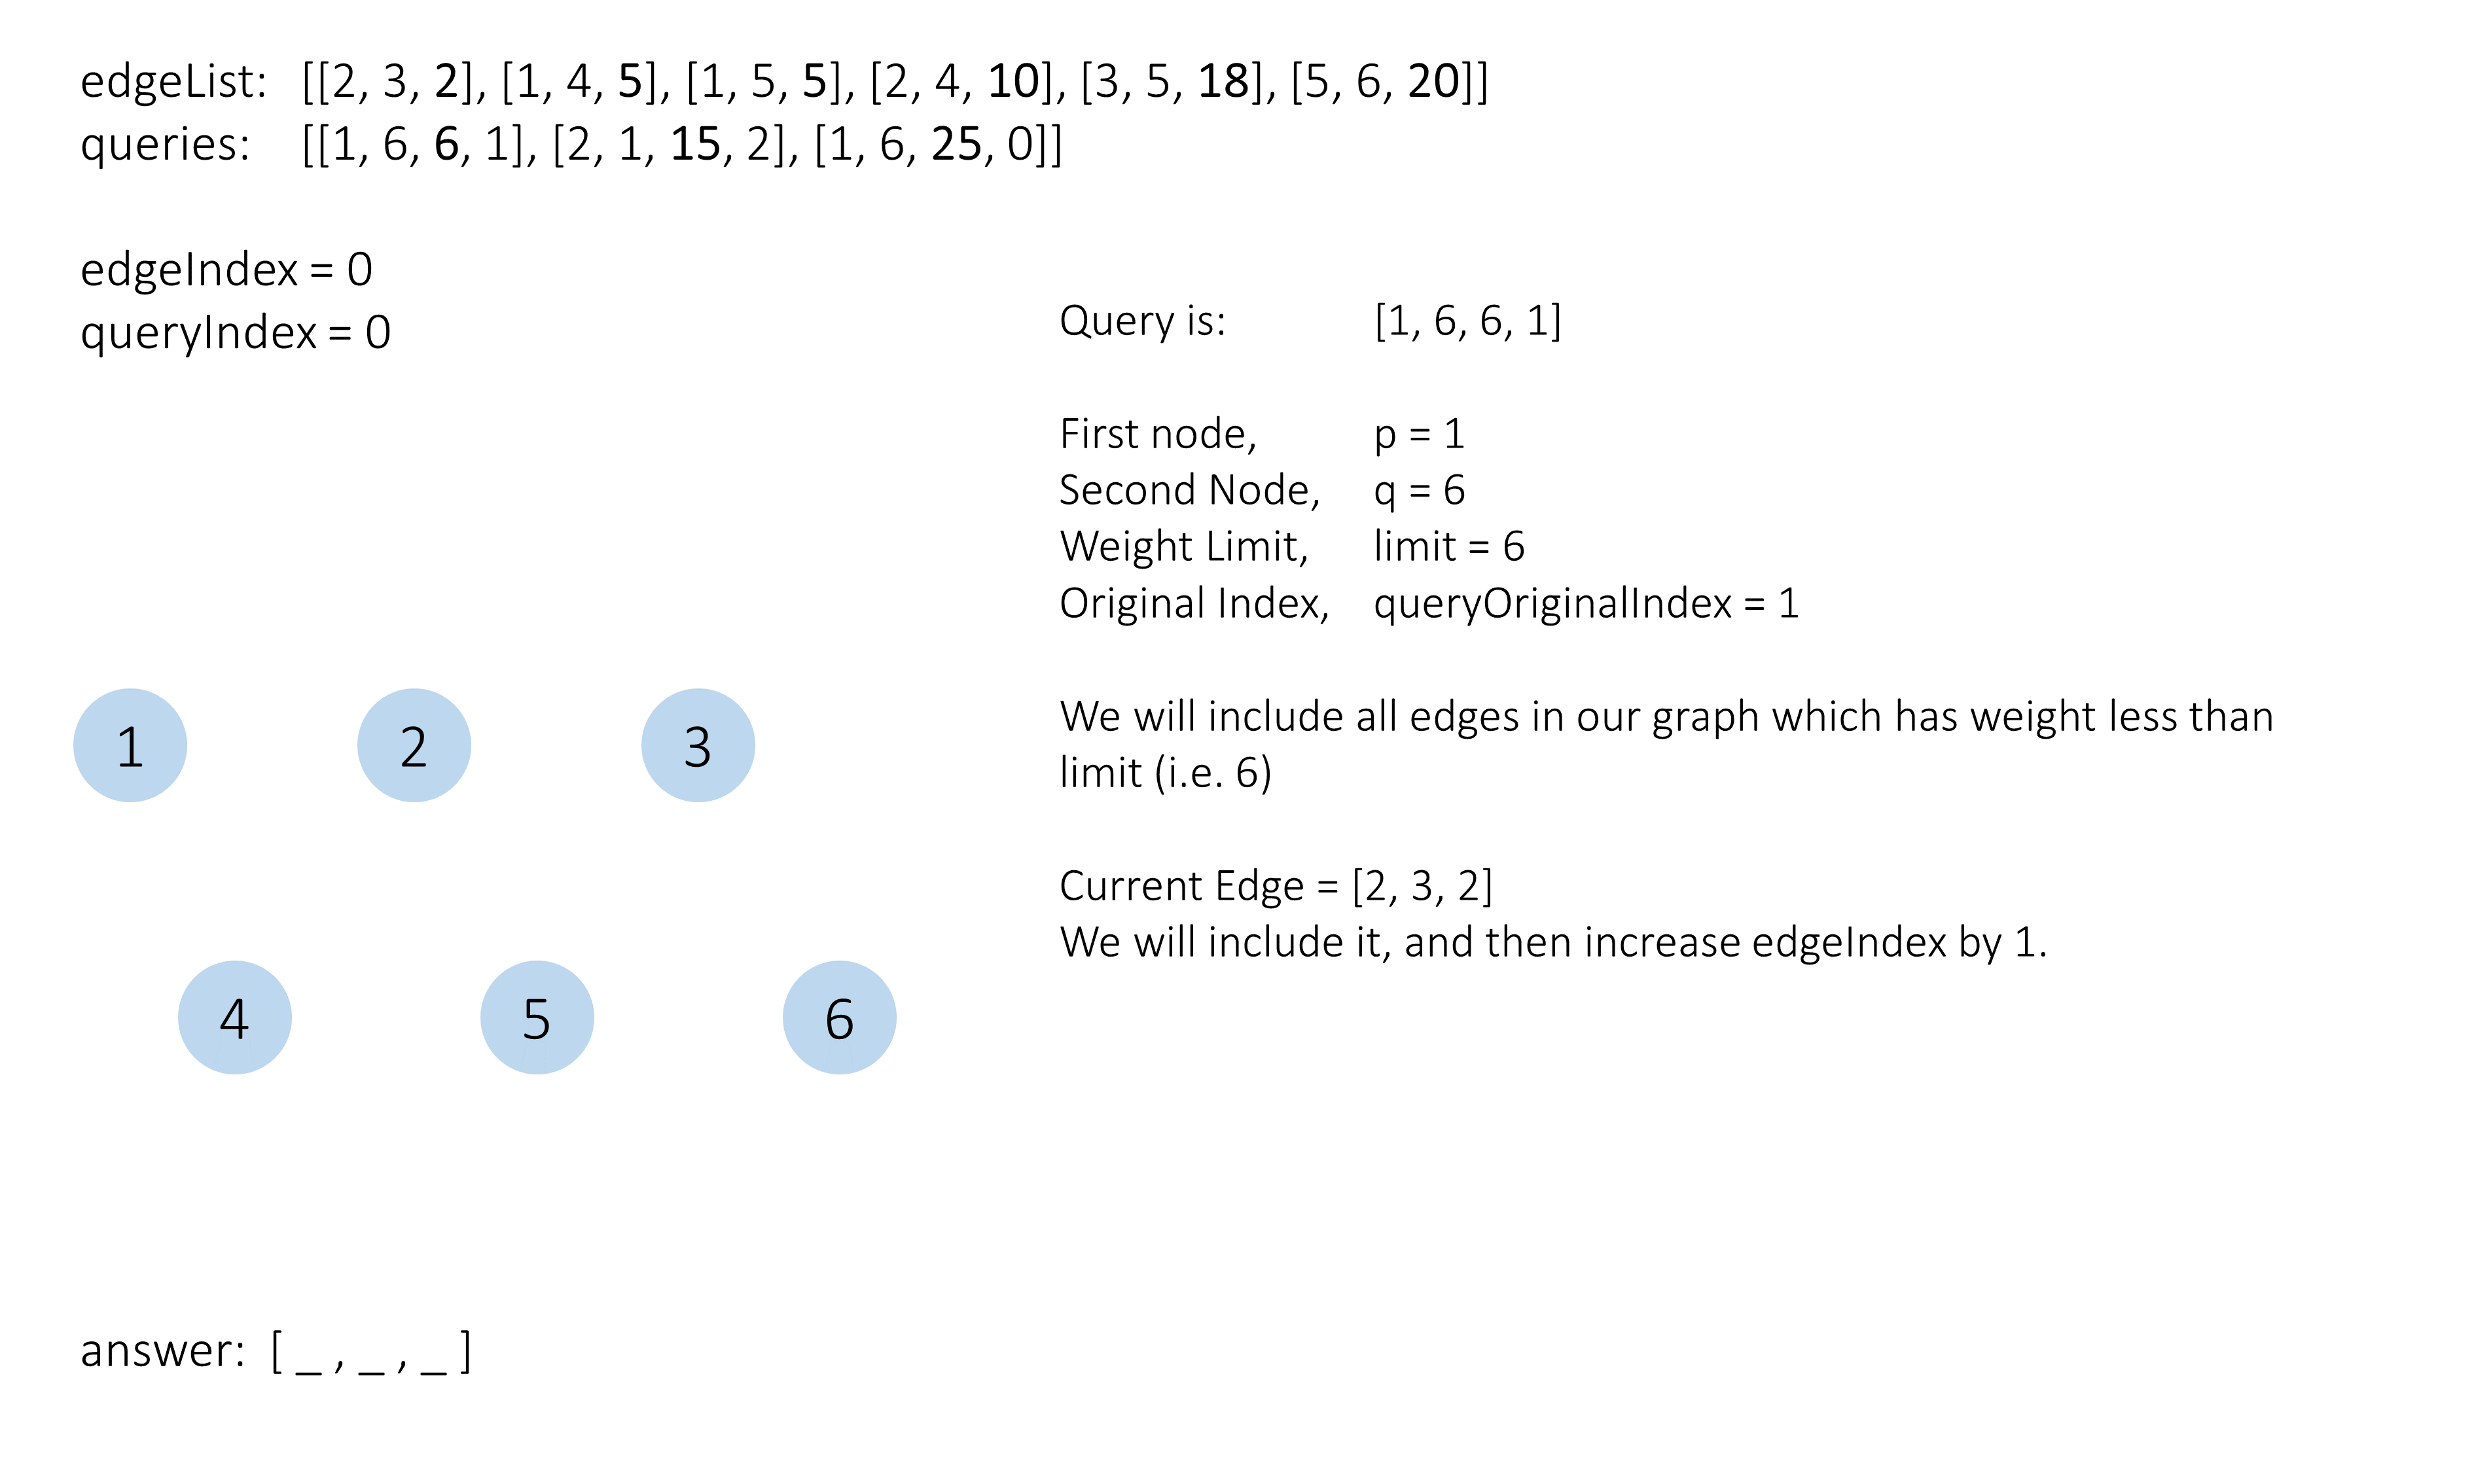 edgeList: [[2, 3, 2], [1, 4, 5], [1, 5, 5], [2, 4, 10], [3, 5, 18], [5, 6, 20]]
queries: [[1, 6, 6, 1], [2, 1, 15, 2], [1, 6, 25, 0]]
edgeIndex = 0
queryIndex = 0
Query is: [1, 6, 6, 1]
First node, p = 1
Second Node, q = 6
Weight Limit, limit = 6
Original Index, queryOriginalIndex = 1
We will include all edges in our graph which has weight less than
limit (i.e. 6)
Current Edge = [2, 3, 2]
We will include it, and then increase edgeIndex by 1.
1 2 3
4 5 6
answer: [ _ , _ , _ ]